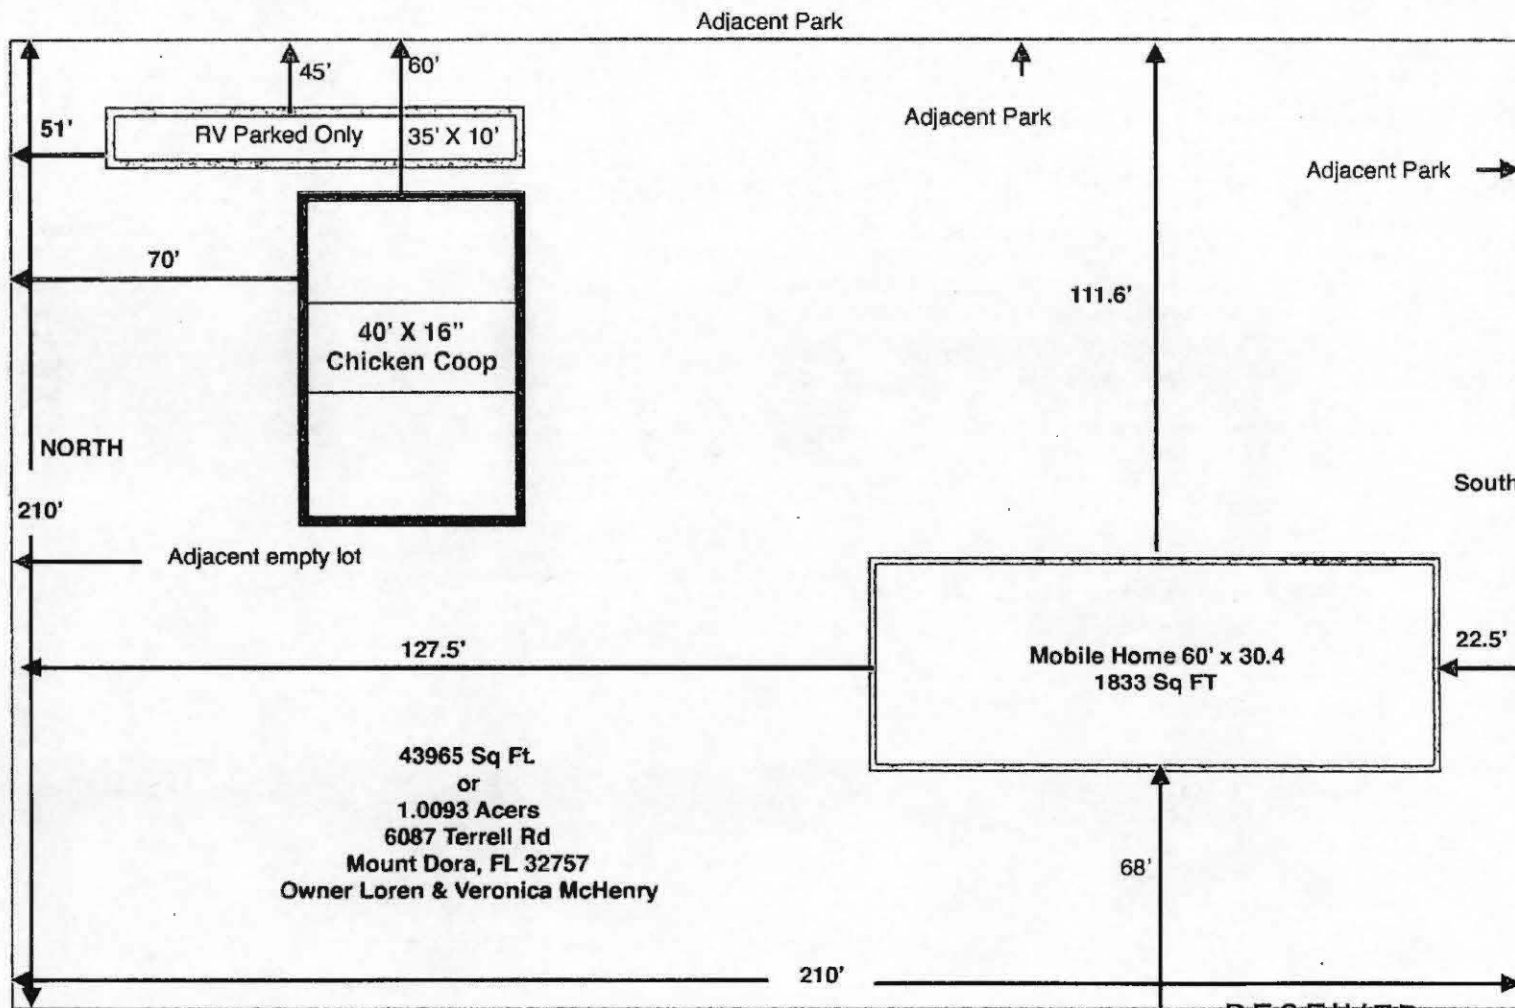 Adjacent Park
45'
60'
51'
RV Parked Only 35' X 10'
Adjacent Park
Adjacent Park
70'
111.6'
40' X 16"
Chicken Coop
NORTH
South
210'
Adjacent empty lot
127.5'
Mobile Home 60' x 30.4
1833 Sq FT
22.5'
43965 Sq Ft.
or
1.0093 Acers
6087 Terrell Rd
Mount Dora, FL 32757
Owner Loren & Veronica McHenry
68'
210'